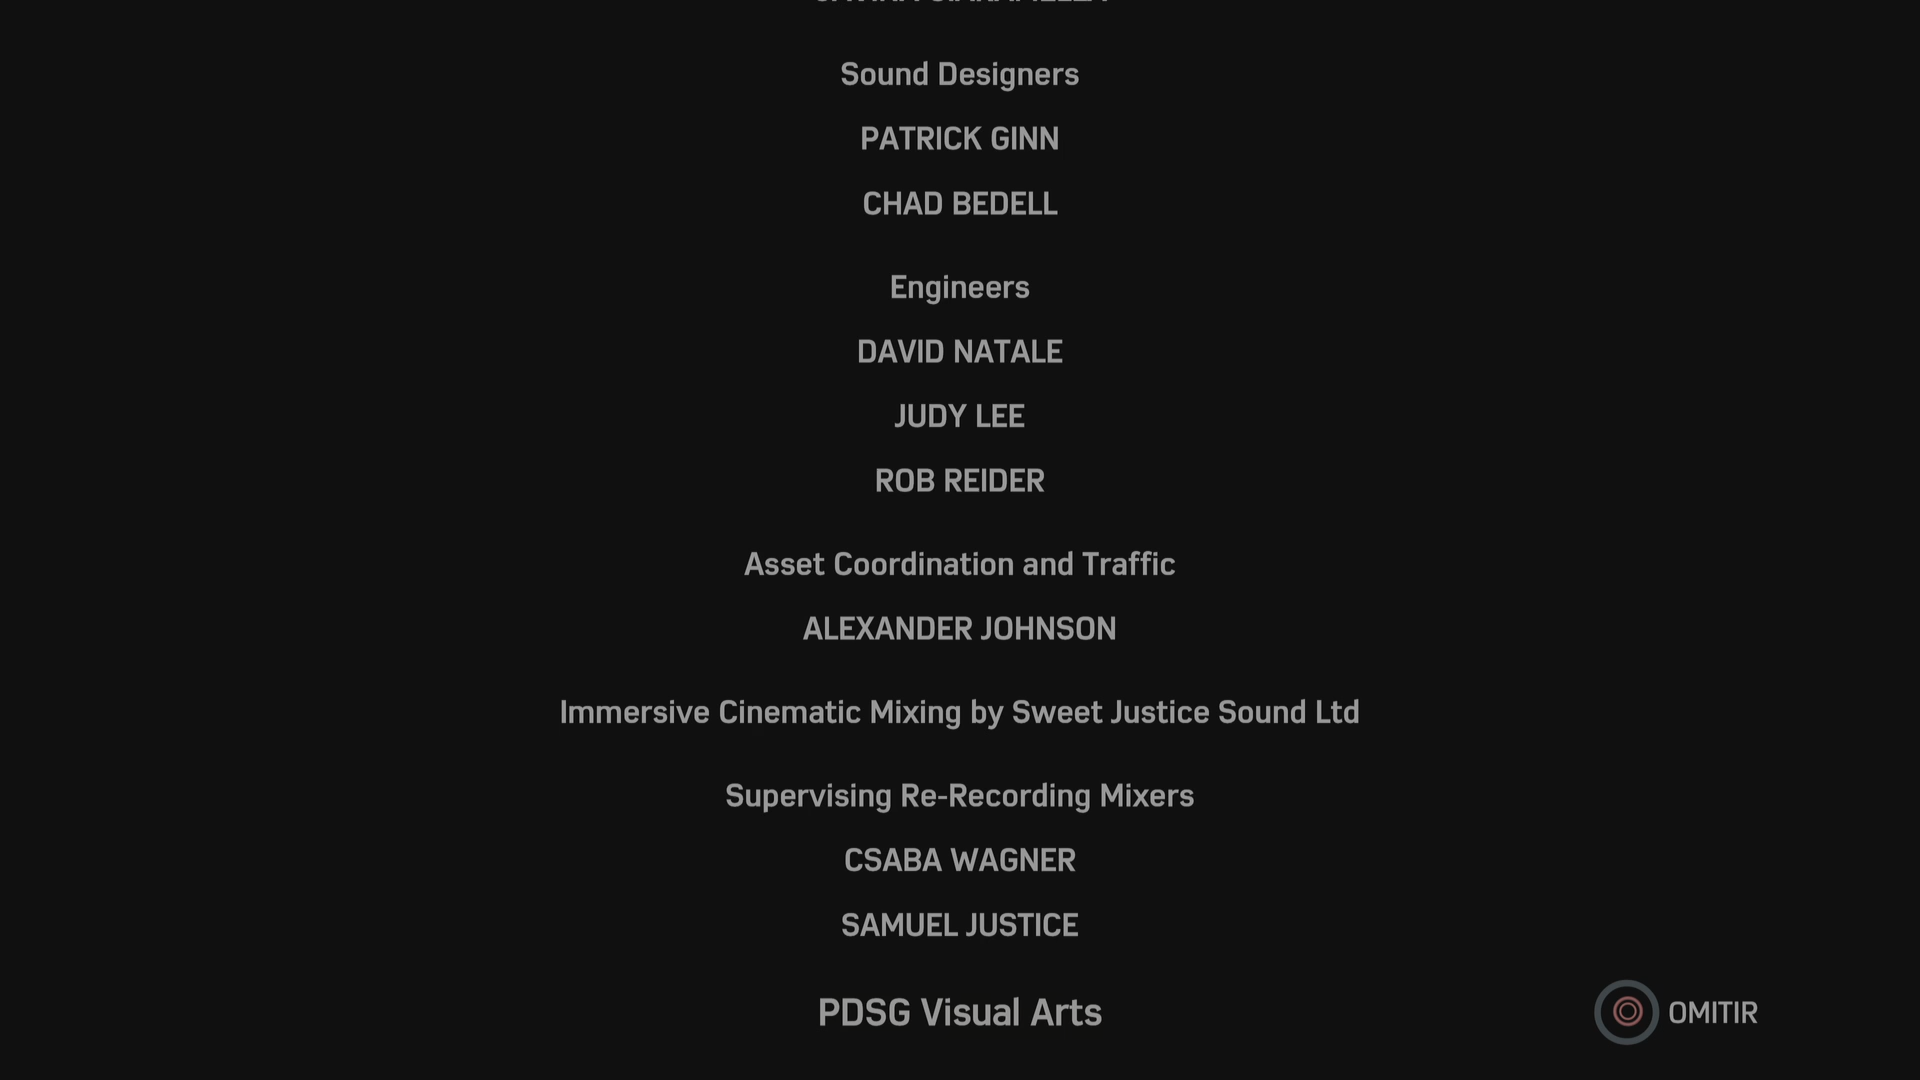 Sound Designers
PATRICK GINN
CHAD BEDELL
Engineers
DAVID NATALE
JUDY LEE
ROB REIDER
Asset Coordination and Traffic
ALEXANDER JOHNSON
Immersive Cinematic Mixing by Sweet Justice Sound Ltd
Supervising Re-Recording Mixers
CSABA WAGNER
SAMUEL JUSTICE
PDSG Visual Arts
OMITIR